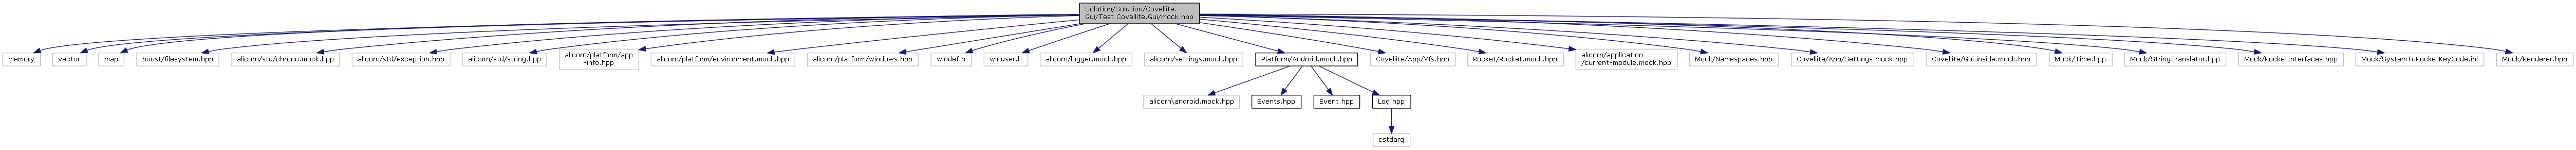 Solution/Solution/Covellite.
Gui/Test.Covellite.Gui/mock.hpp
memory
vector
map
boost/filesystem.hpp
alicorn/std/chrono.mock.hpp
alicorn/std/exception.hpp
alicorn/std/string.hpp
alicorn/platform/app
-info.hpp
alicorn/platform/environment.mock.hpp
alicorn/platform/windows.hpp
windef.h
winuser.h
alicorn/logger.mock.hpp
alicorn/settings.mock.hpp
Platform/Android.mock.hpp
Covellite/App/Vfs.hpp
Rocket/Rocket.mock.hpp
alicorn/application
/current-module.mock.hpp
Mock/Namespaces.hpp
Covellite/App/Settings.mock.hpp
Covellite/Gui.inside.mock.hpp
Mock/Time.hpp
Mock/StringTranslator.hpp
Mock/RocketInterfaces.hpp
Mock/SystemToRocketKeyCode.inl
Mock/Renderer.hpp
alicorn\android.mock.hpp
Events.hpp
Event.hpp
Log.hpp
cstdarg